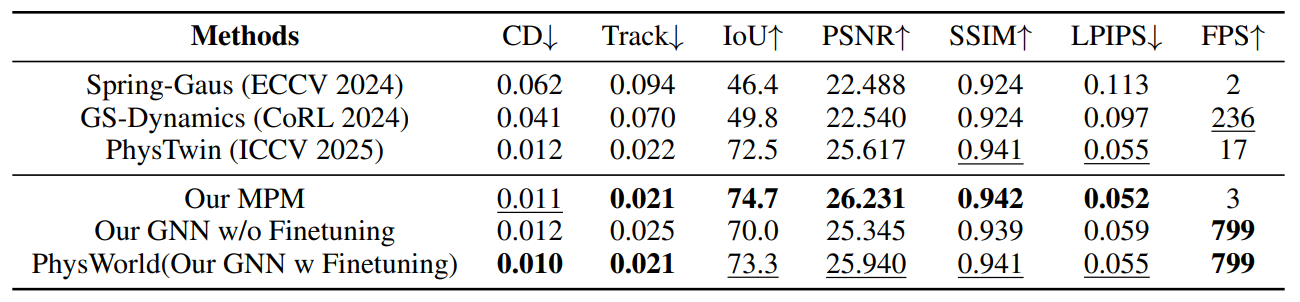 Methods CD↓ Track↓ IoU↑ PSNR↑ SSIM↑ LPIPS↓ FPS↑
Spring-Gaus (ECCV 2024) 0.062 0.094 46.4 22.488 0.924 0.113 2
GS-Dynamics (CoRL 2024) 0.041 0.070 49.8 22.540 0.924 0.097 236
PhysTwin (ICCV 2025) 0.012 0.022 72.5 25.617 0.941 0.055 17
Our MPM 0.011 0.021 74.7 26.231 0.942 0.052 3
Our GNN w/o Finetuning 0.012 0.025 70.0 25.345 0.939 0.059 799
PhysWorld(Our GNN w Finetuning) 0.010 0.021 73.3 25.940 0.941 0.055 799